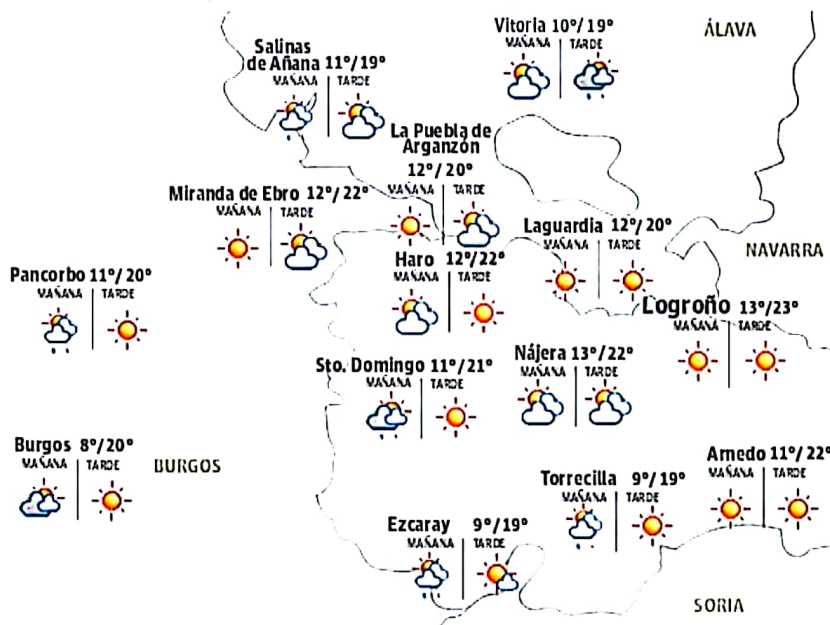 Vitoria 10°/19°
MAÑANA TARDE
ÁLAVA
Salinas
de Añana 11°/19°
MAÑANA TARDE
La Puebla de
Arganzón
12°/20°
MAÑANA TARDE
Miranda de Ebro 12°/22°
MAÑANA TARDE
Laguardia 12°/20°
MAÑANA TARDE
NAVARRA
Haro 12°/22°
MAÑANA TARDE
Pancorbo 11°/20°
MAÑANA TARDE
Logroño 13°/23°
MAÑANA TARDE
Sto. Domingo 11°/21°
MAÑANA TARDE
Nájera 13°/22°
MAÑANA TARDE
Burgos 8°/20°
MAÑANA TARDE
BURGOS
Torrecilla 9°/19°
MAÑANA TARDE
Arnedo 11°/22°
MAÑANA TARDE
Ezcaray 9°/19°
MAÑANA TARDE
SORIA